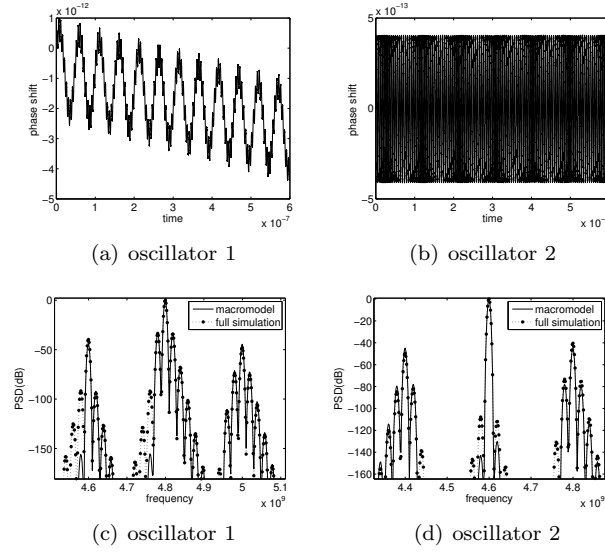 x 10^-12
1
0
−1
−2
−3
−4
−5
phase shift
0 1 2 3 4 5 6
time
x 10^-7
(a) oscillator 1
x 10^-13
5
0
−5
phase shift
0 1 2 3 4 5
time
x 10^-
(b) oscillator 2
0
−50
−100
−150
PSD(dB)
macromodel
full simulation
4.6 4.7 4.8 4.9 5 5.1
frequency
x 10^9
(c) oscillator 1
0
−20
−40
−60
−80
−100
−120
−140
−160
PSD(dB)
macromodel
full simulation
4.4 4.5 4.6 4.7 4.8
frequency
x 10^9
(d) oscillator 2